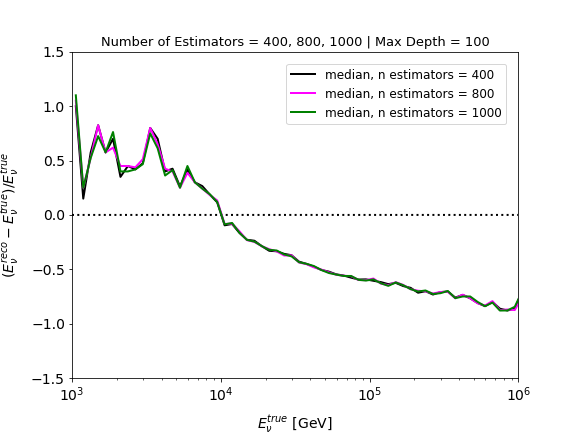 Number of Estimators = 400, 800, 1000 | Max Depth = 100
median, n estimators = 400
median, n estimators = 800
median, n estimators = 1000
1.5
1.0
0.5
0.0
−0.5
−1.0
−1.5
(E_ν^reco − E_ν^true)/E_ν^true
10^3
10^4
10^5
10^6
E_ν^true [GeV]